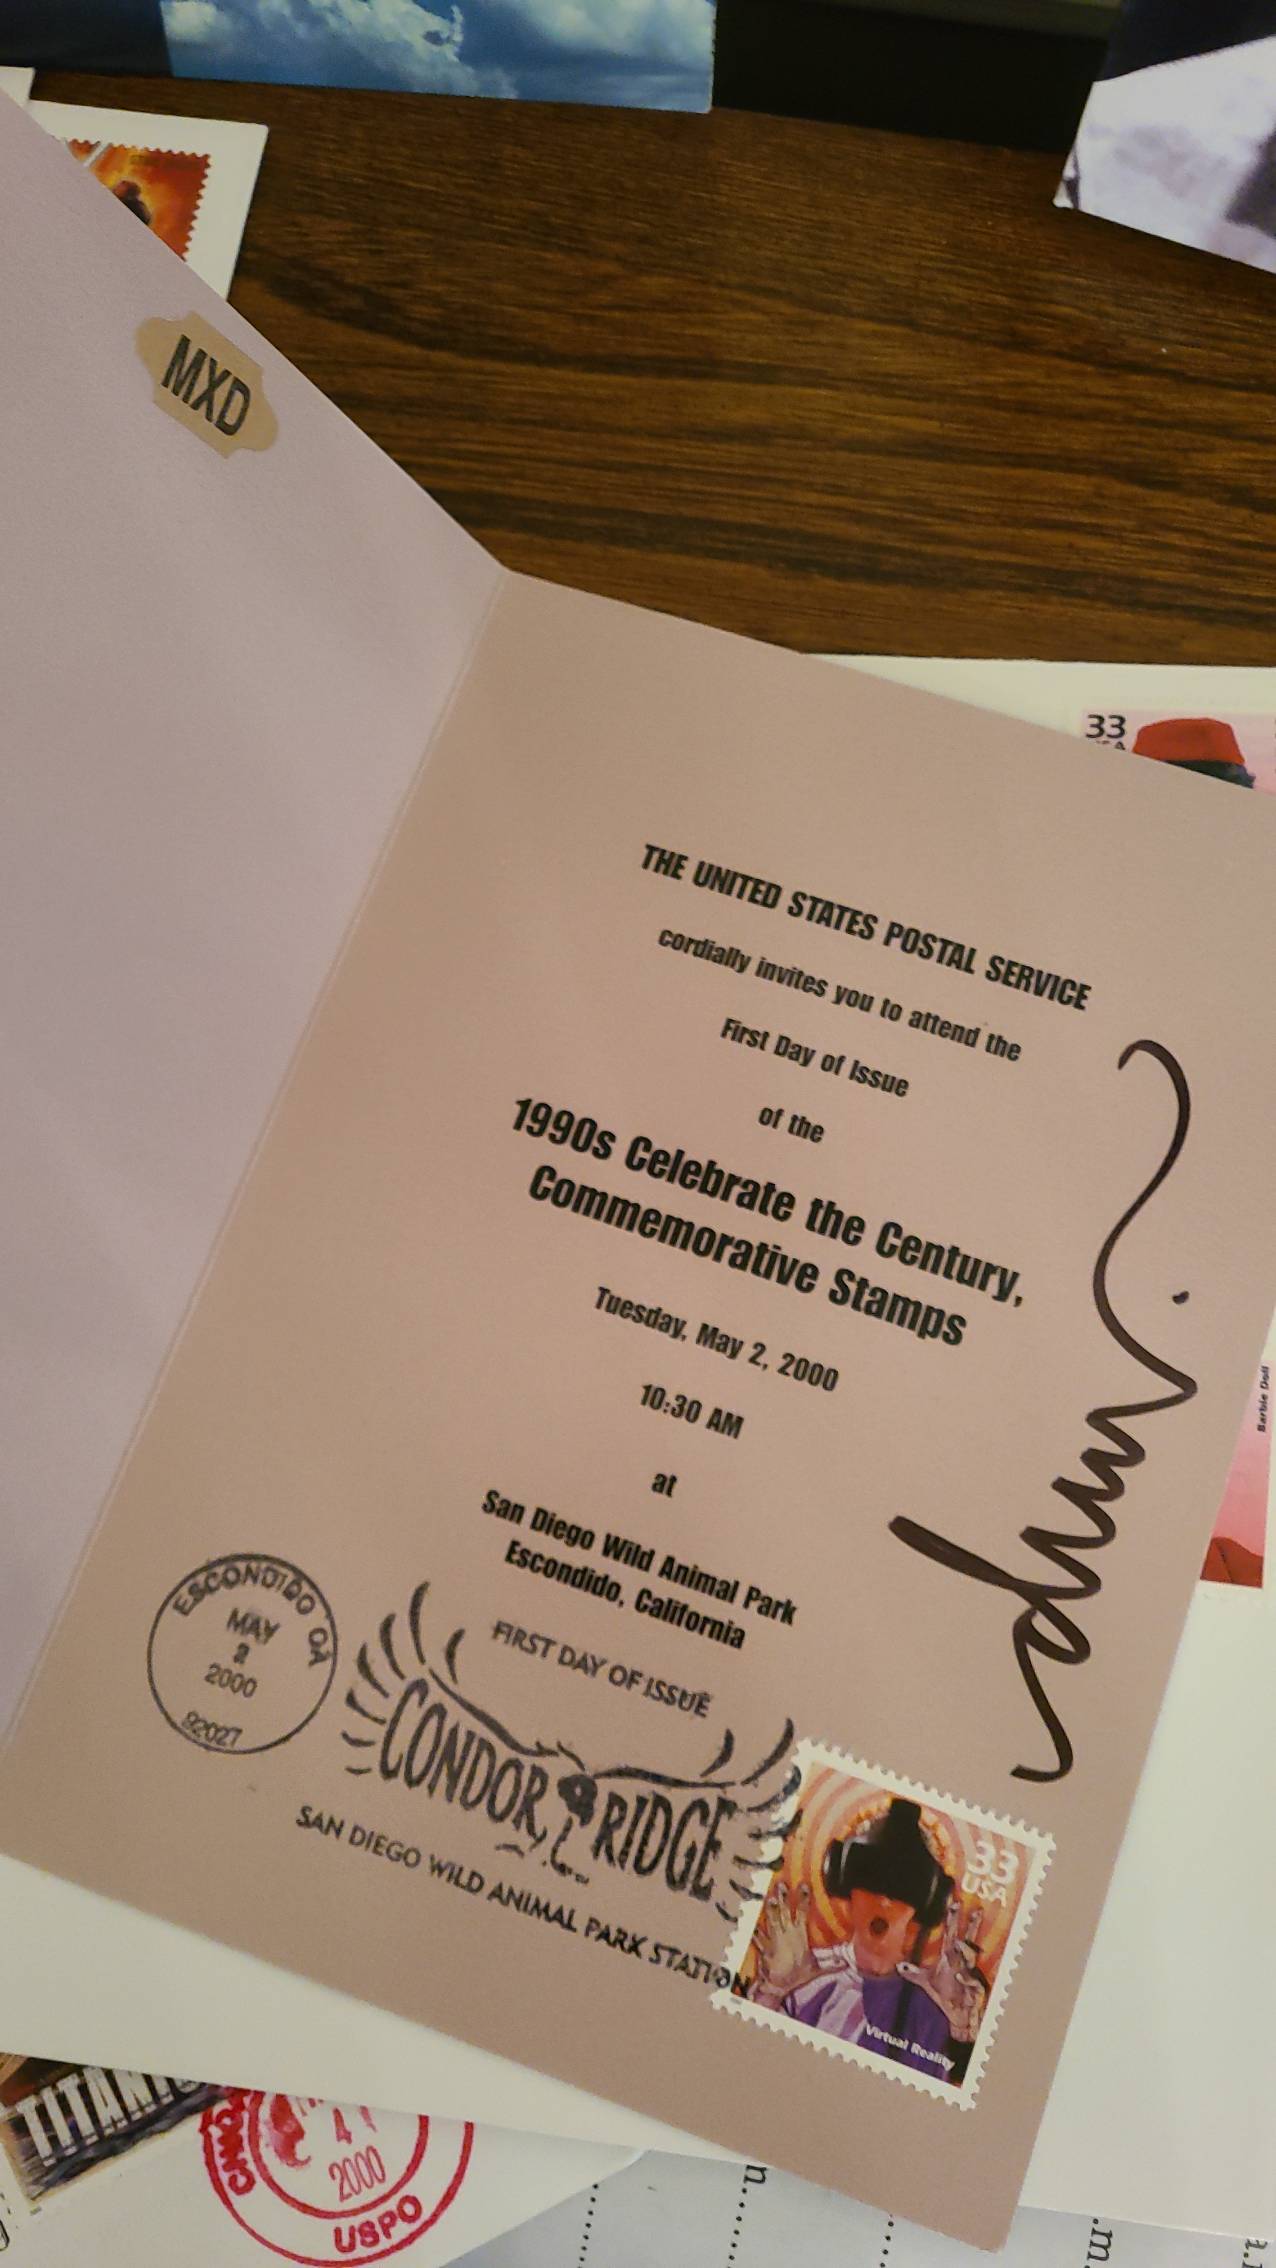 MXD
33
USA
THE UNITED STATES POSTAL SERVICE
cordially invites you to attend the
First Day of Issue
of the
1990s Celebrate the Century,
Commemorative Stamps
Tuesday, May 2, 2000
10:30 AM
at
San Diego Wild Animal Park
Escondido, California
Barbie Doll
ESCONDIDO CA
MAY
2
2000
92027
FIRST DAY OF ISSUE
CONDOR RIDGE
SAN DIEGO WILD ANIMAL PARK STATION
33
USA
Virtual Reality
TITANIC
2000
USPO